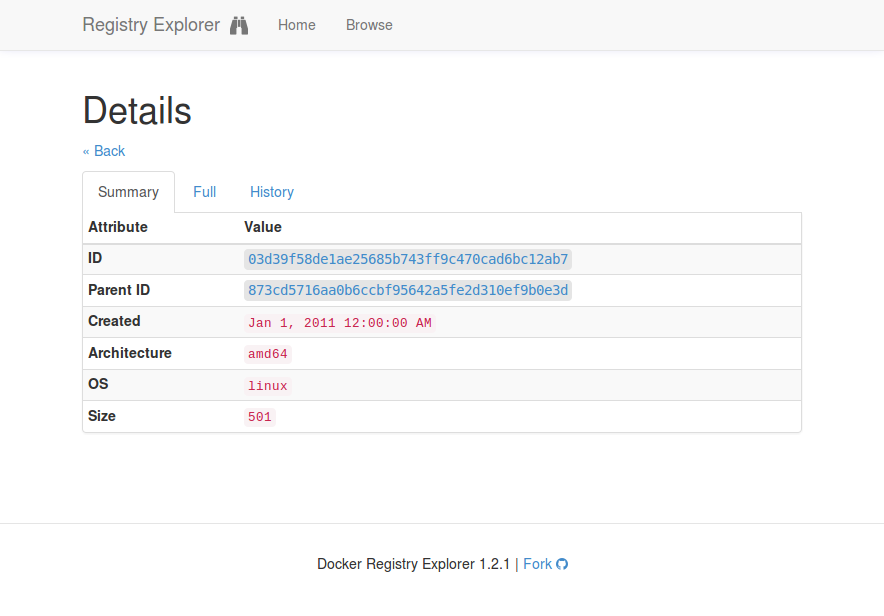 Registry Explorer Home Browse
Details
« Back
Summary Full History
Attribute Value
ID 03d39f58de1ae25685b743ff9c470cad6bc12ab7
Parent ID 873cd5716aa0b6ccbf95642a5fe2d310ef9b0e3d
Created Jan 1, 2011 12:00:00 AM
Architecture amd64
OS linux
Size 501
Docker Registry Explorer 1.2.1 | Fork